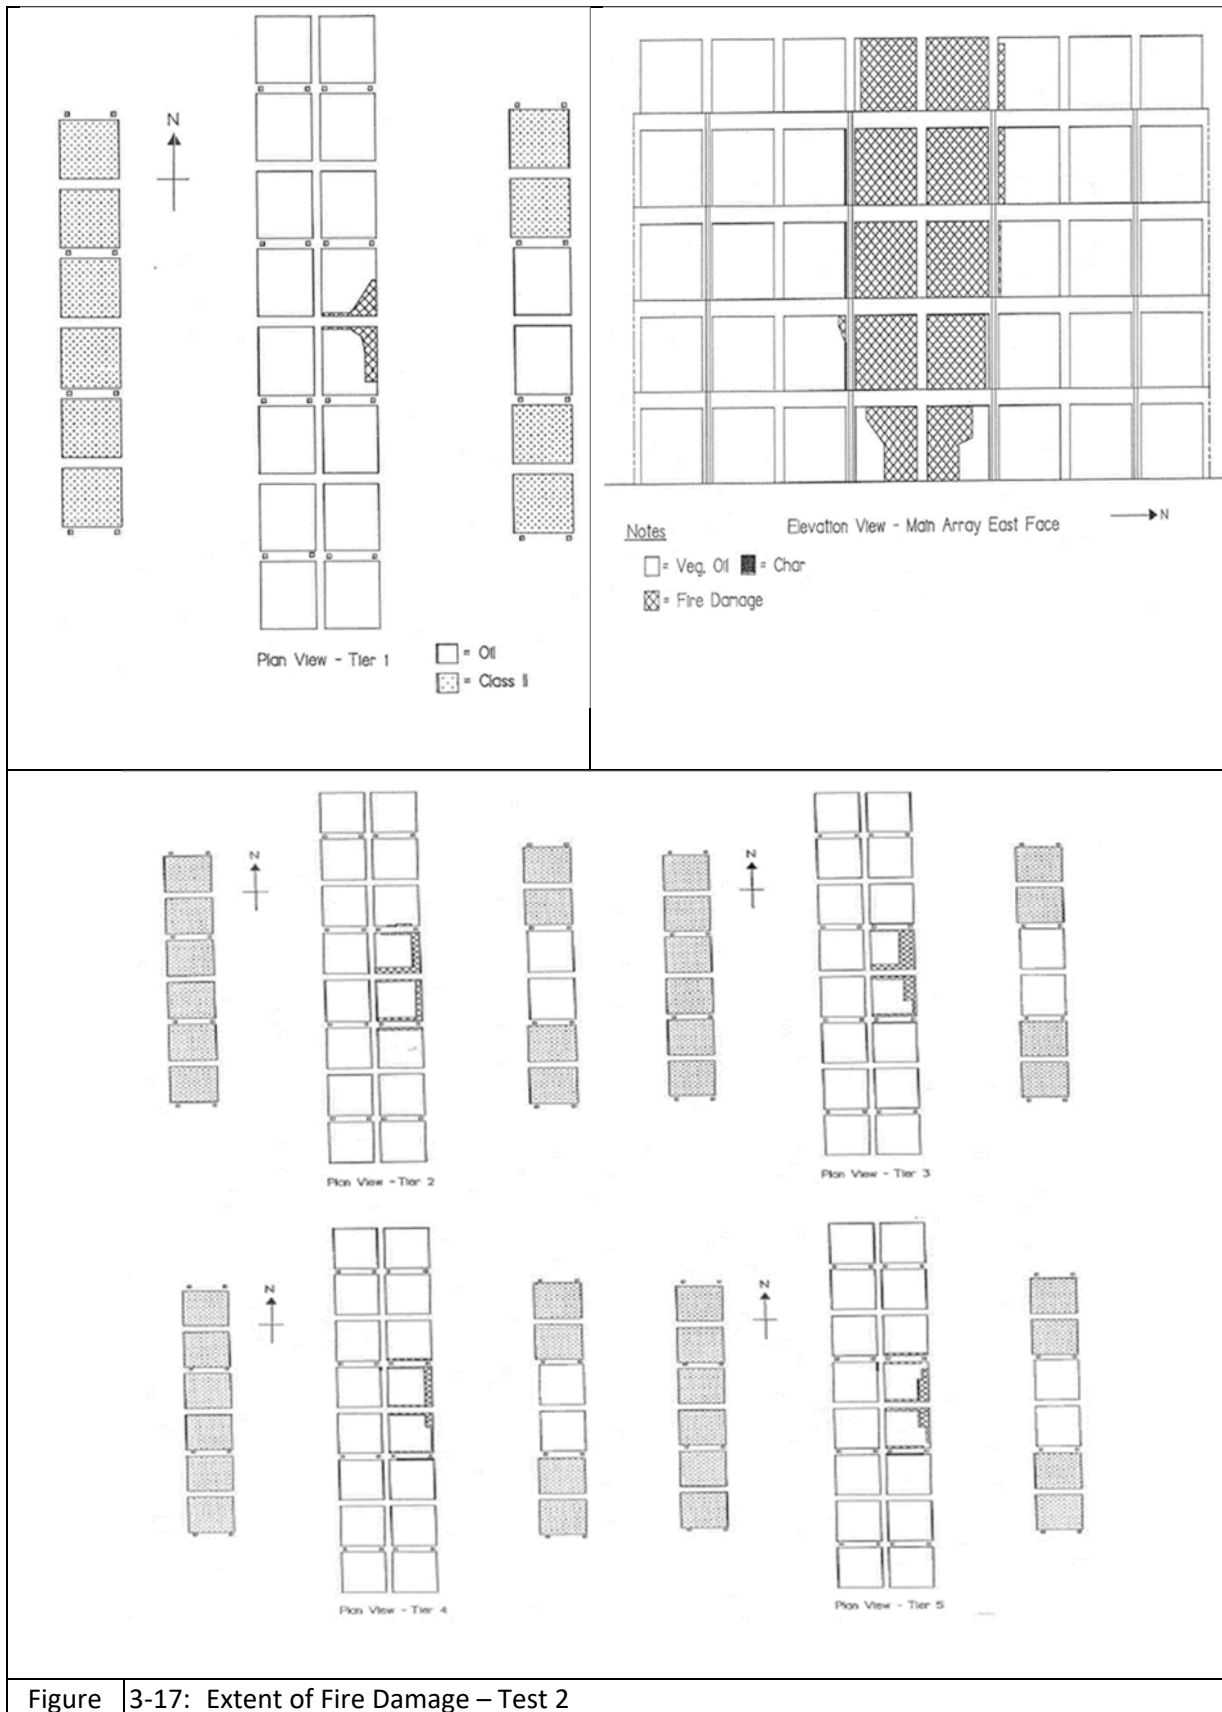 N
Plan View - Tier 1
= Oil
= Class II
Elevation View - Main Array East Face
N
Notes
= Veg. Oil = Char
= Fire Damage
N
N
Plan View - Tier 2
Plan View - Tier 3
N
N
Plan View - Tier 4
Plan View - Tier 5
Figure 3-17: Extent of Fire Damage – Test 2